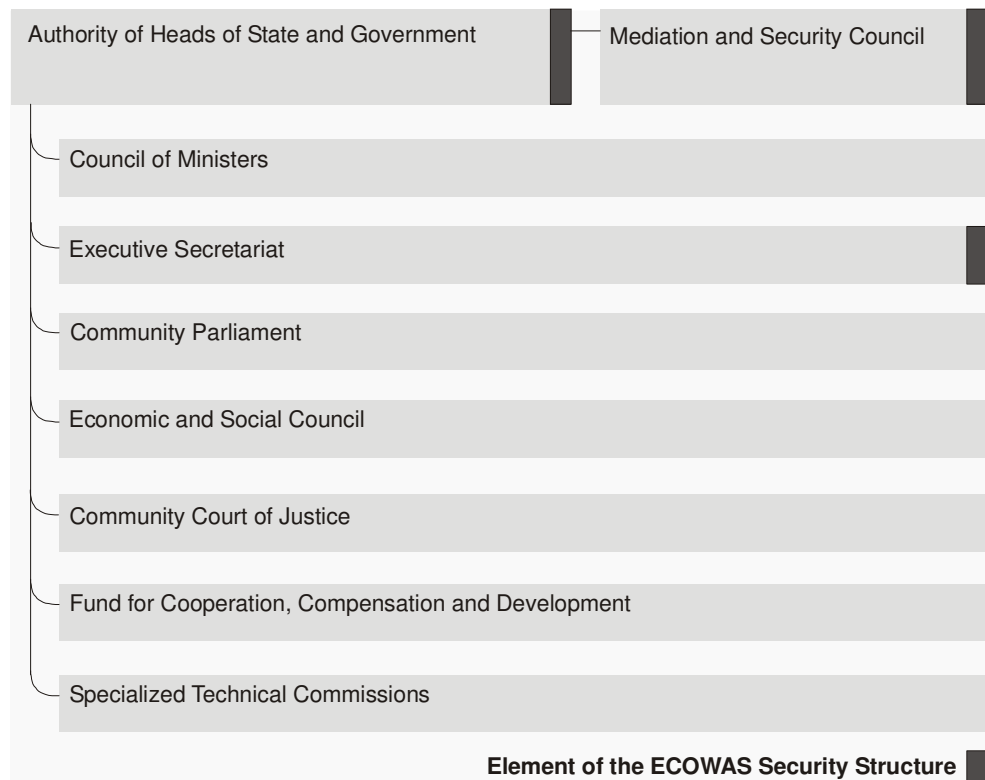 Authority of Heads of State and Government
Mediation and Security Council
Council of Ministers
Executive Secretariat
Community Parliament
Economic and Social Council
Community Court of Justice
Fund for Cooperation, Compensation and Development
Specialized Technical Commissions
Element of the ECOWAS Security Structure